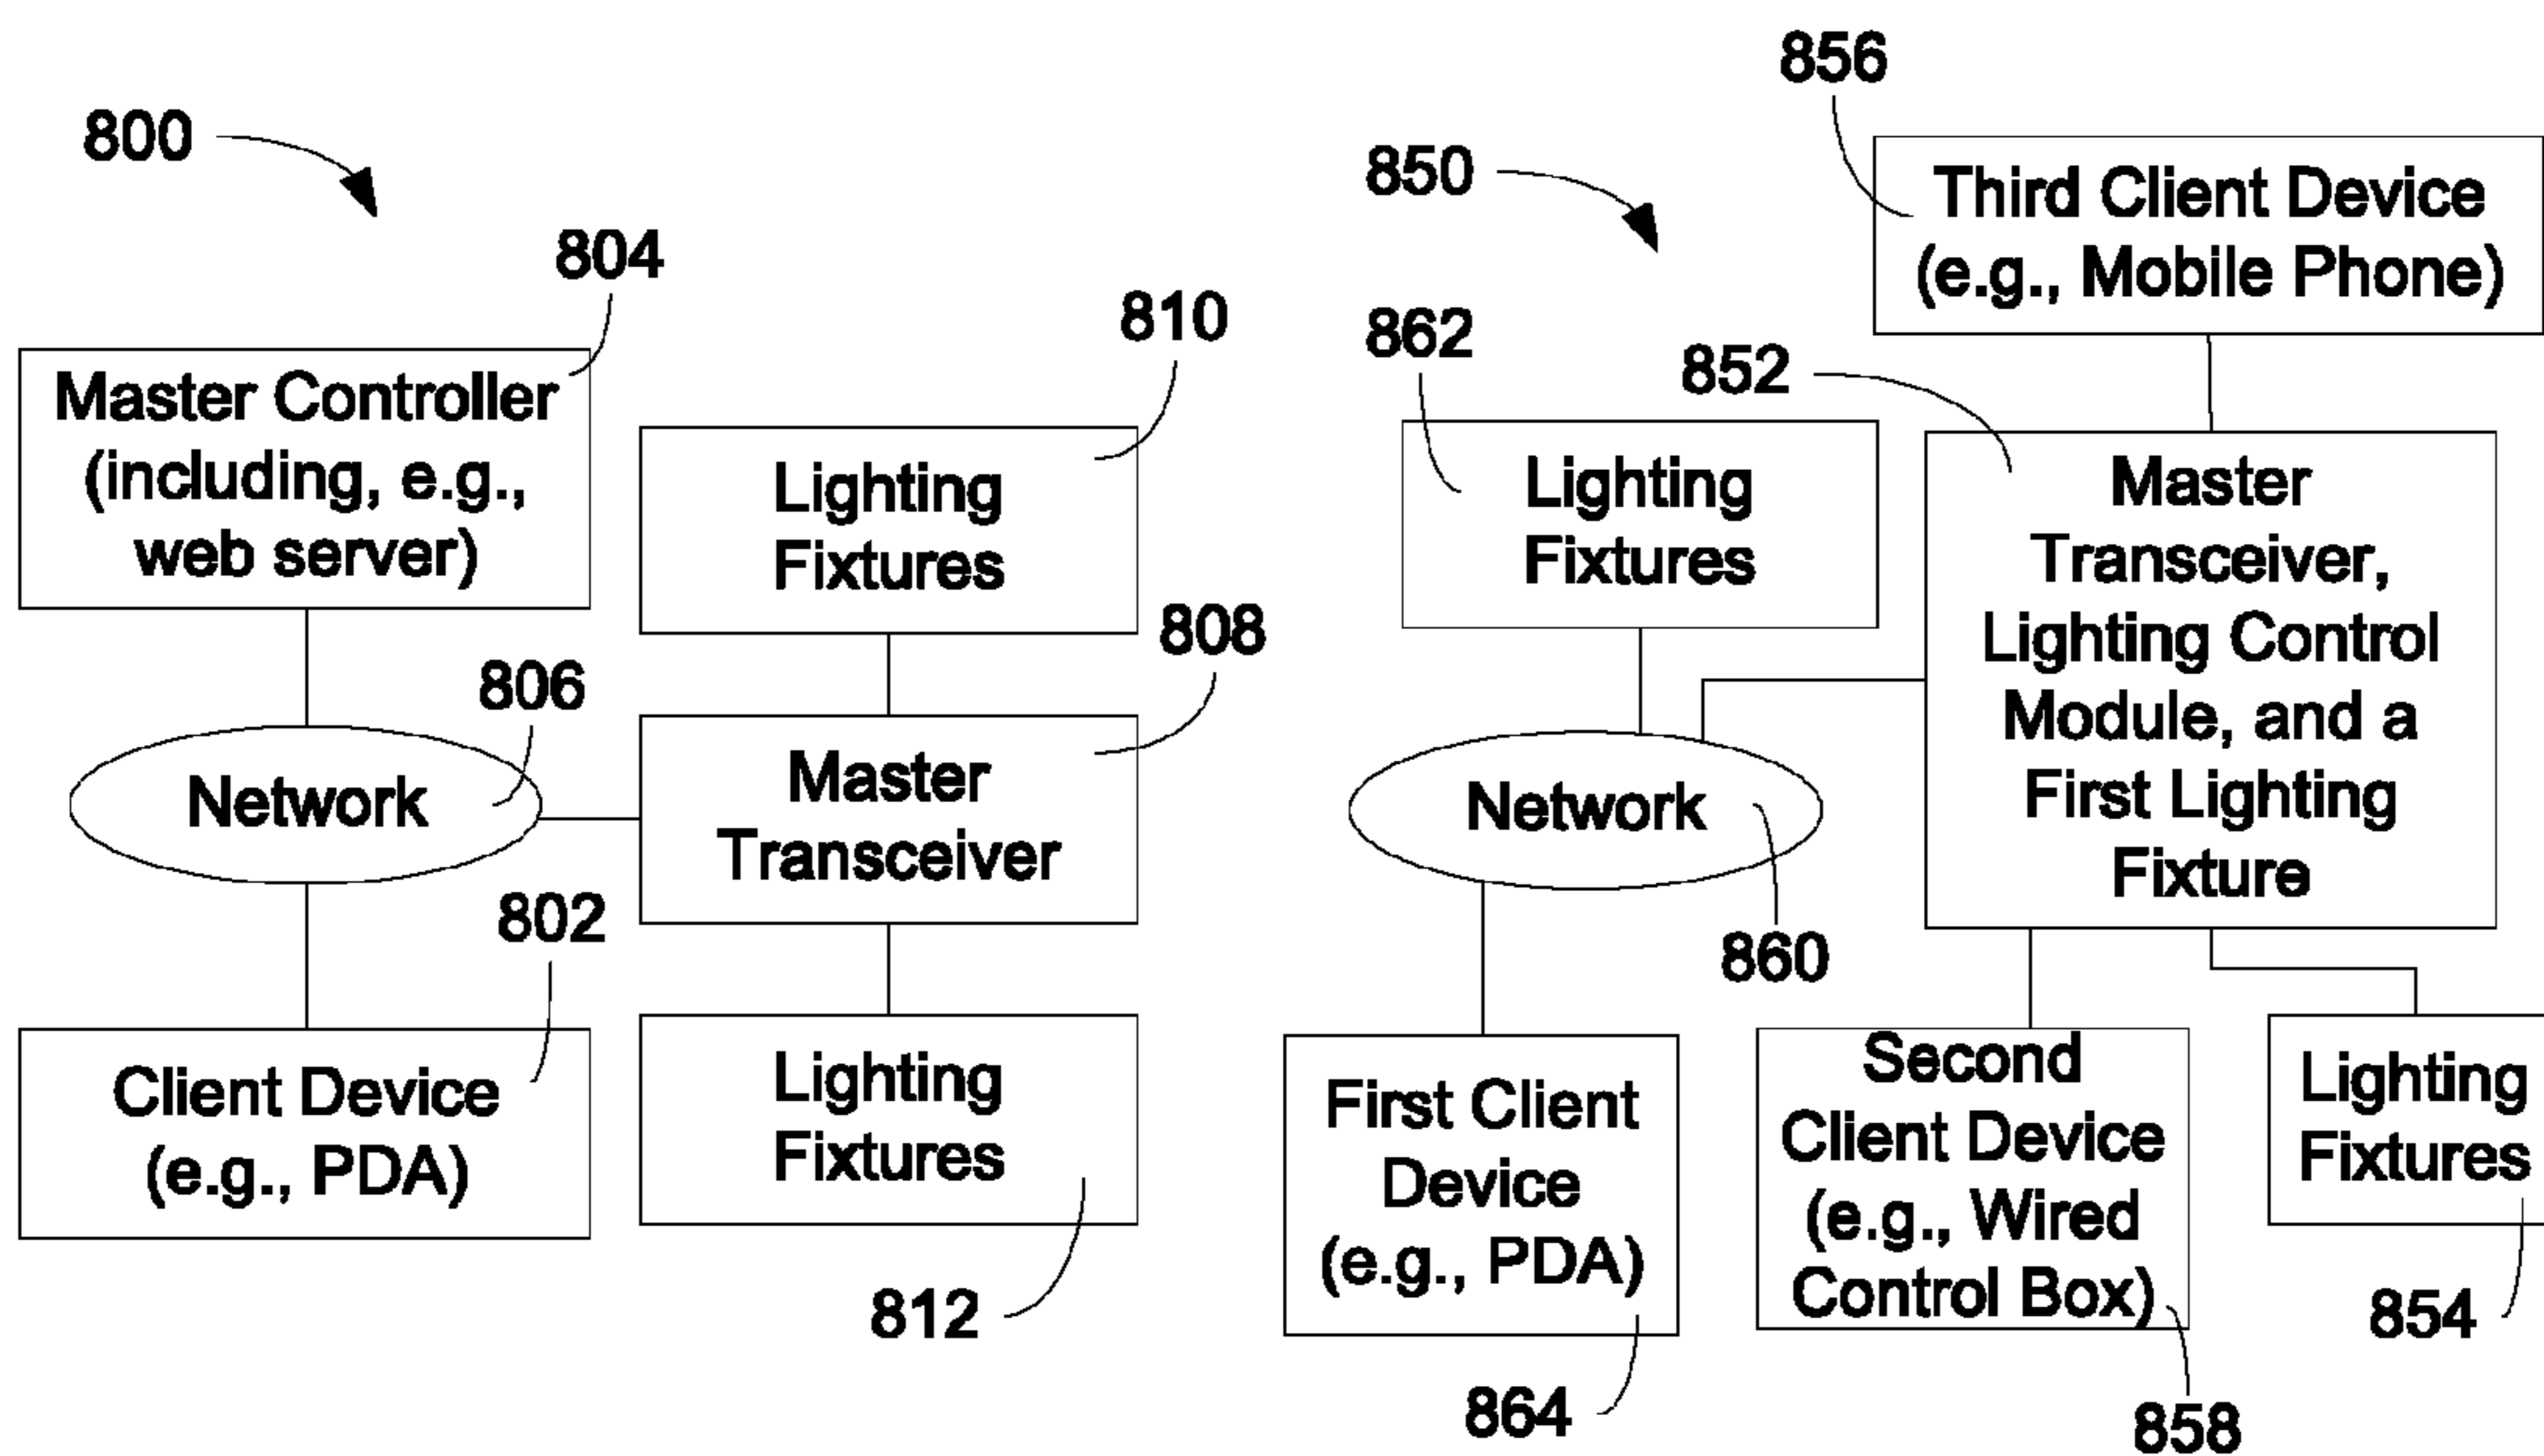 800
804
Master Controller
(including, e.g.,
web server)
806
Network
802
Client Device
(e.g., PDA)
810
Lighting
Fixtures
808
Master
Transceiver
Lighting
Fixtures
812
850
856
Third Client Device
(e.g., Mobile Phone)
862
Lighting
Fixtures
852
Master
Transceiver,
Lighting Control
Module, and a
First Lighting
Fixture
Network
860
First Client
Device
(e.g., PDA)
864
Second
Client Device
(e.g., Wired
Control Box)
858
Lighting
Fixtures
854